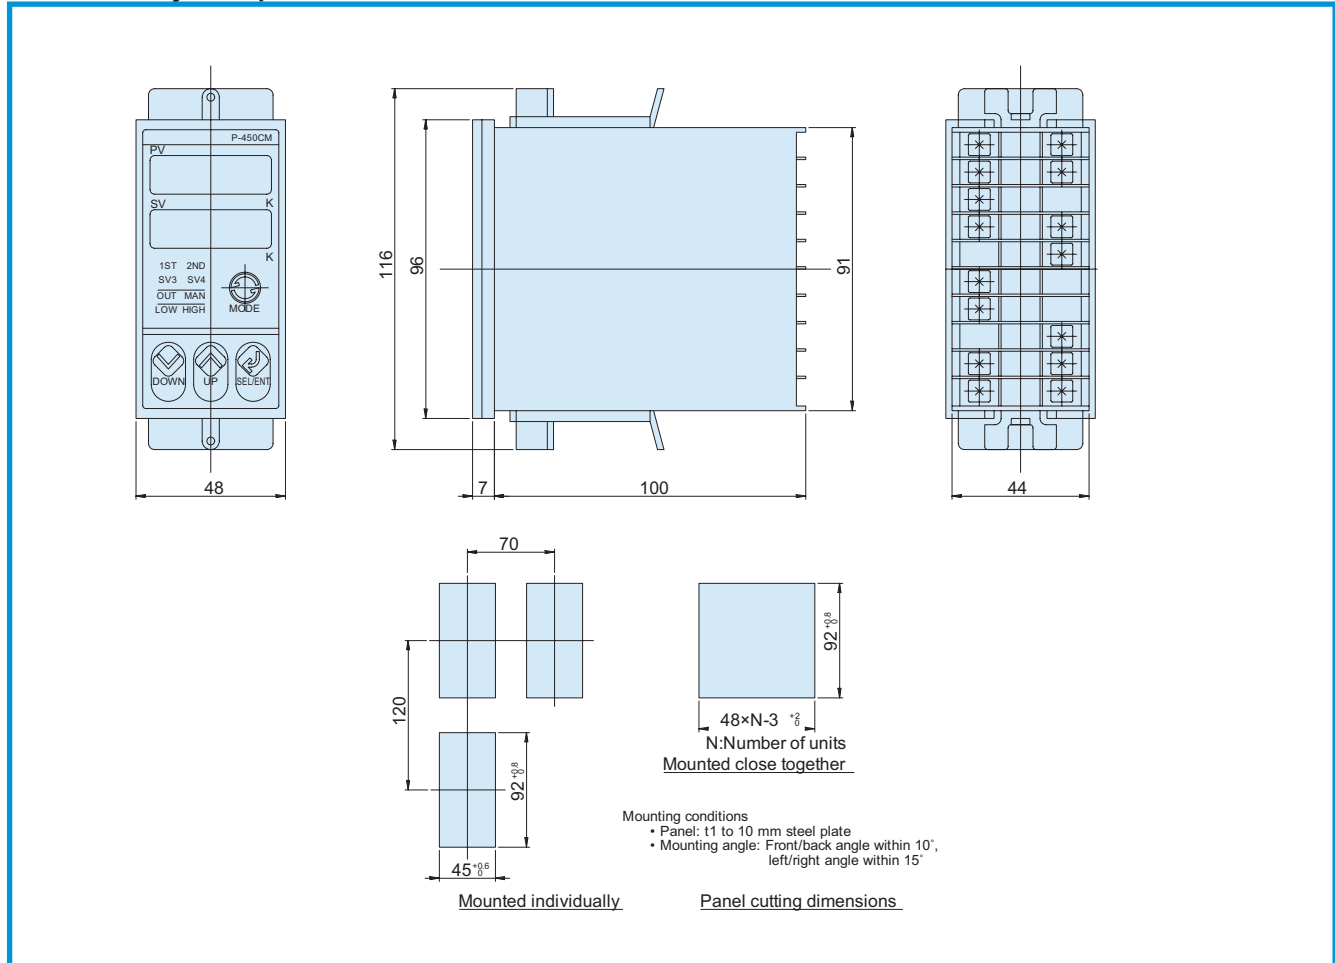 P-450CM
PV
SV K
K
1ST 2ND
SV3 SV4
OUT MAN
LOW HIGH
MODE
DOWN UP SEL/ENT
48
116
96
91
7
100
44
70
120
92 +0.8 0
45 +0.6 0
Mounted individually
92 +0.8 0
48×N-3 +2 0
N:Number of units
Mounted close together
Mounting conditions
• Panel: t1 to 10 mm steel plate
• Mounting angle: Front/back angle within 10°,
left/right angle within 15°
Panel cutting dimensions